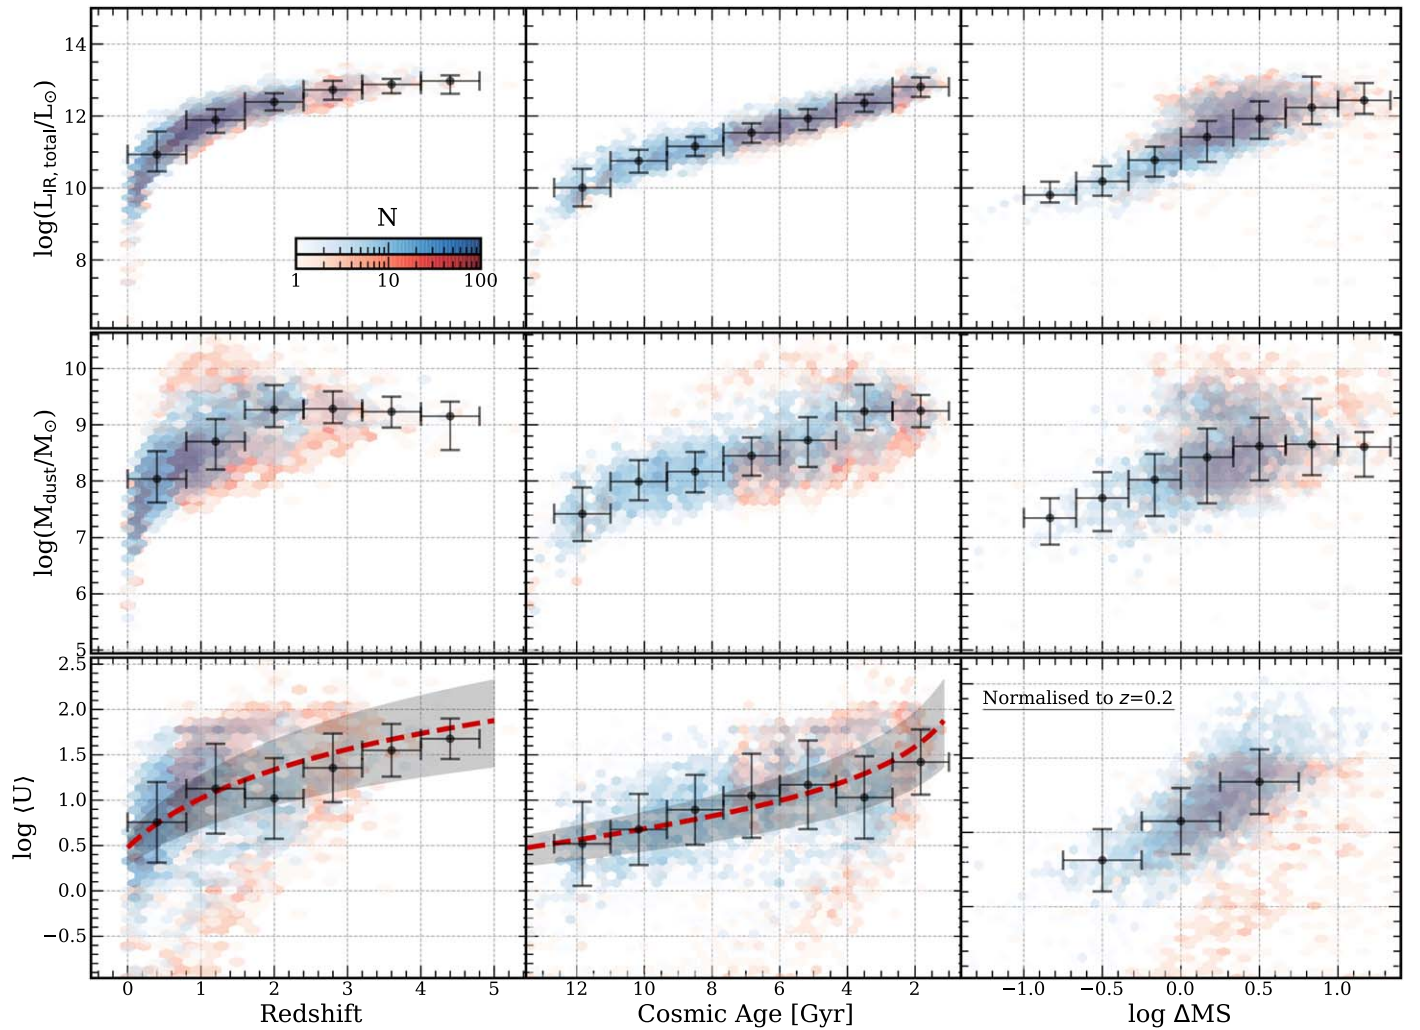 14
12
10
8
log(L_IR, total/L⊙)
N
1 10 100
10
9
8
7
6
5
log(M_dust/M⊙)
2.5
2.0
1.5
1.0
0.5
0.0
−0.5
log ⟨U⟩
Normalised to z=0.2
0 1 2 3 4 5
12 10 8 6 4 2
−1.0 −0.5 0.0 0.5 1.0
Redshift
Cosmic Age [Gyr]
log ΔMS